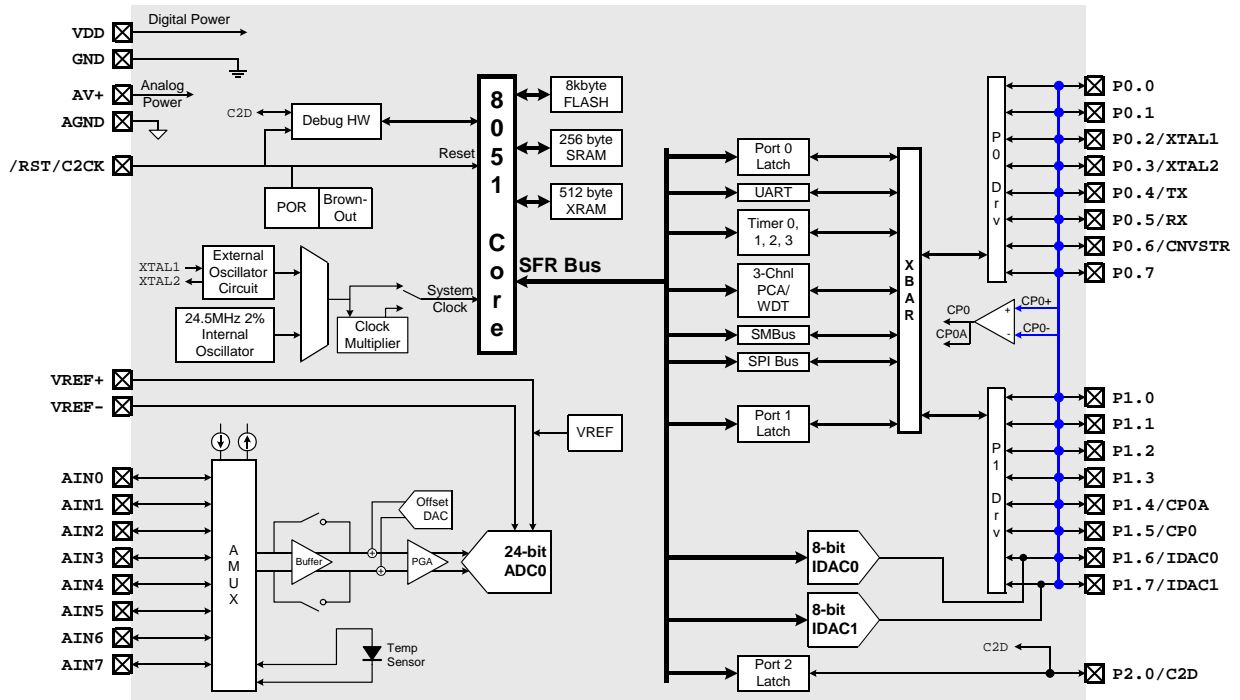 VDD
Digital Power
GND
AV+
Analog
Power
AGND
/RST/C2CK
C2D
Debug HW
Reset
POR
Brown-
Out
XTAL1
XTAL2
External
Oscillator
Circuit
24.5MHz 2%
Internal
Oscillator
Clock
Multiplier
System
Clock
8
0
5
1
C
o
r
e
8kbyte
FLASH
256 byte
SRAM
512 byte
XRAM
SFR Bus
VREF+
VREF-
VREF
AIN0
AIN1
AIN2
AIN3
AIN4
AIN5
AIN6
AIN7
A
M
U
X
Buffer
Offset
DAC
PGA
24-bit
ADC0
Temp
Sensor
Port 0
Latch
UART
Timer 0,
1, 2, 3
3-Chnl
PCA/
WDT
SMBus
SPI Bus
Port 1
Latch
8-bit
IDAC0
8-bit
IDAC1
Port 2
Latch
X
B
A
R
P
0
D
r
v
CP0
CP0A
+
-
CP0+
CP0-
P
1
D
r
v
C2D
P0.0
P0.1
P0.2/XTAL1
P0.3/XTAL2
P0.4/TX
P0.5/RX
P0.6/CNVSTR
P0.7
P1.0
P1.1
P1.2
P1.3
P1.4/CP0A
P1.5/CP0
P1.6/IDAC0
P1.7/IDAC1
P2.0/C2D